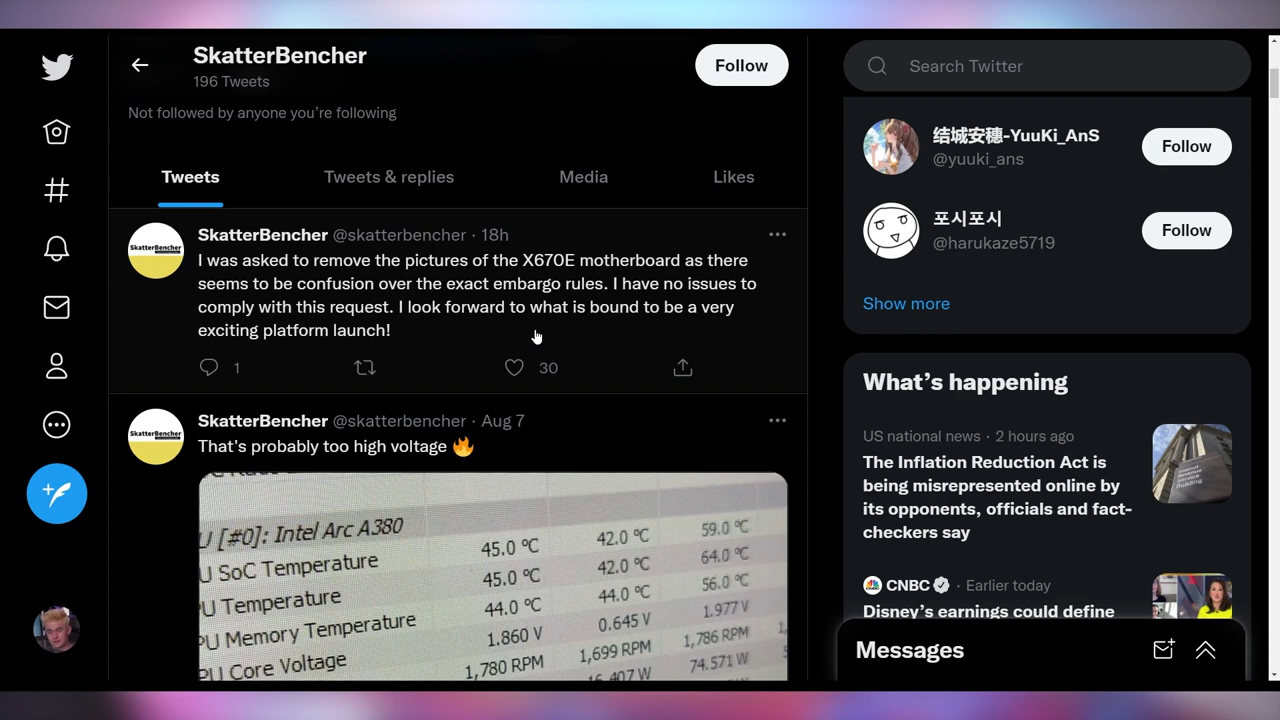 SkatterBencher
196 Tweets
Follow
Not followed by anyone you're following
Tweets
Tweets & replies
Media
Likes
SkatterBencher @skatterbencher · 18h
I was asked to remove the pictures of the X670E motherboard as there
seems to be confusion over the exact embargo rules. I have no issues to
comply with this request. I look forward to what is bound to be a very
exciting platform launch!
1
30
SkatterBencher @skatterbencher · Aug 7
That's probably too high voltage 🔥
U [#0]: Intel Arc A380
U SoC Temperature 45.0 °C 42.0 °C 59.0 °C
U Temperature 45.0 °C 42.0 °C 64.0 °C
PU Memory Temperature 44.0 °C 44.0 °C 56.0 °C
PU Core Voltage 1.860 V 0.645 V 1.977 V
1,780 RPM 1,699 RPM 1,786 RPM
16.407 W 74.571 W
Search Twitter
结城安穗-YuuKi_AnS
@yuuki_ans
Follow
포시포시
@harukaze5719
Follow
Show more
What's happening
US national news · 2 hours ago
The Inflation Reduction Act is
being misrepresented online by
its opponents, officials and fact-
checkers say
CNBC · Earlier today
Disney's earnings could define
Messages